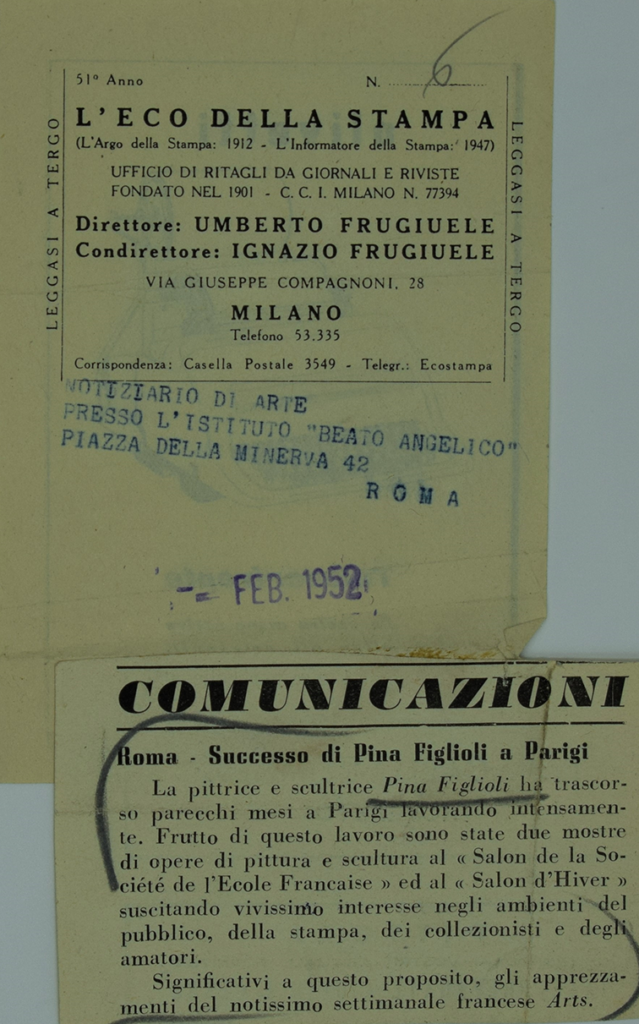 51º Anno N. 6
L'ECO DELLA STAMPA
(L'Argo della Stampa: 1912 - L'Informatore della Stampa: 1947)
UFFICIO DI RITAGLI DA GIORNALI E RIVISTE
FONDATO NEL 1901 - C. C. I. MILANO N. 77394
Direttore: UMBERTO FRUGIUELE
Condirettore: IGNAZIO FRUGIUELE
VIA GIUSEPPE COMPAGNONI, 28
MILANO
Telefono 53.335
Corrispondenza: Casella Postale 3549 - Telegr.: Ecostampa
LEGGASI A TERGO
LEGGASI A TERGO
NOTIZIARIO DI ARTE
PRESSO L'ISTITUTO "BEATO ANGELICO"
PIAZZA DELLA MINERVA 42
ROMA
FEB. 1952
COMUNICAZIONI
Roma - Successo di Pina Figlioli a Parigi
La pittrice e scultrice Pina Figlioli ha trascor-
so parecchi mesi a Parigi lavorando intensamen-
te. Frutto di questo lavoro sono state due mostre
di opere di pittura e scultura al « Salon de la So-
ciété de l'Ecole Francaise » ed al « Salon d'Hiver »
suscitando vivissimo interesse negli ambienti del
pubblico, della stampa, dei collezionisti e degli
amatori.
Significativi a questo proposito, gli apprezza-
menti del notissimo settimanale francese Arts.